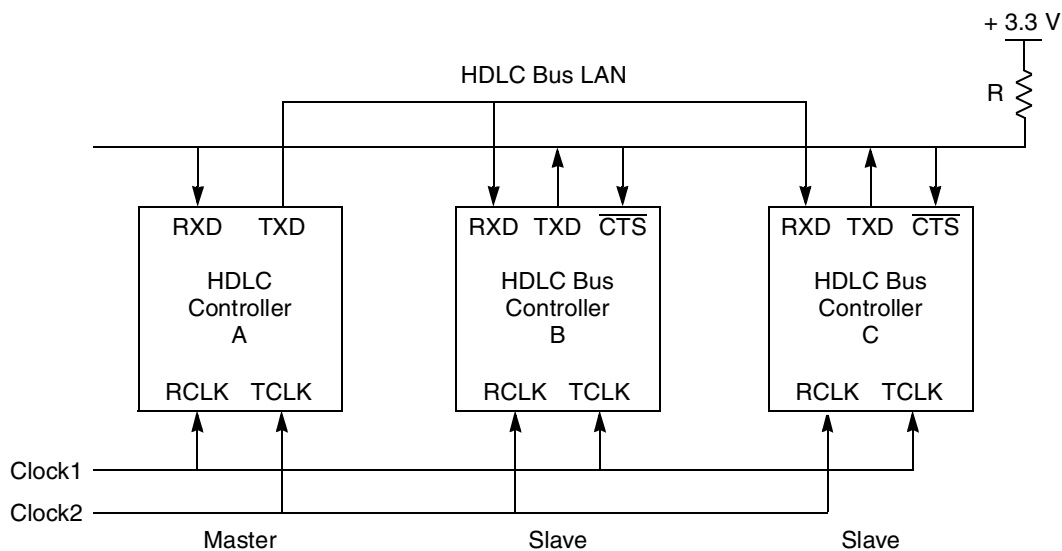 + 3.3 V
HDLC Bus LAN
R
RXD TXD
HDLC
Controller
A
RCLK TCLK
RXD TXD CTS
HDLC Bus
Controller
B
RCLK TCLK
RXD TXD CTS
HDLC Bus
Controller
C
RCLK TCLK
Clock1
Clock2
Master
Slave
Slave